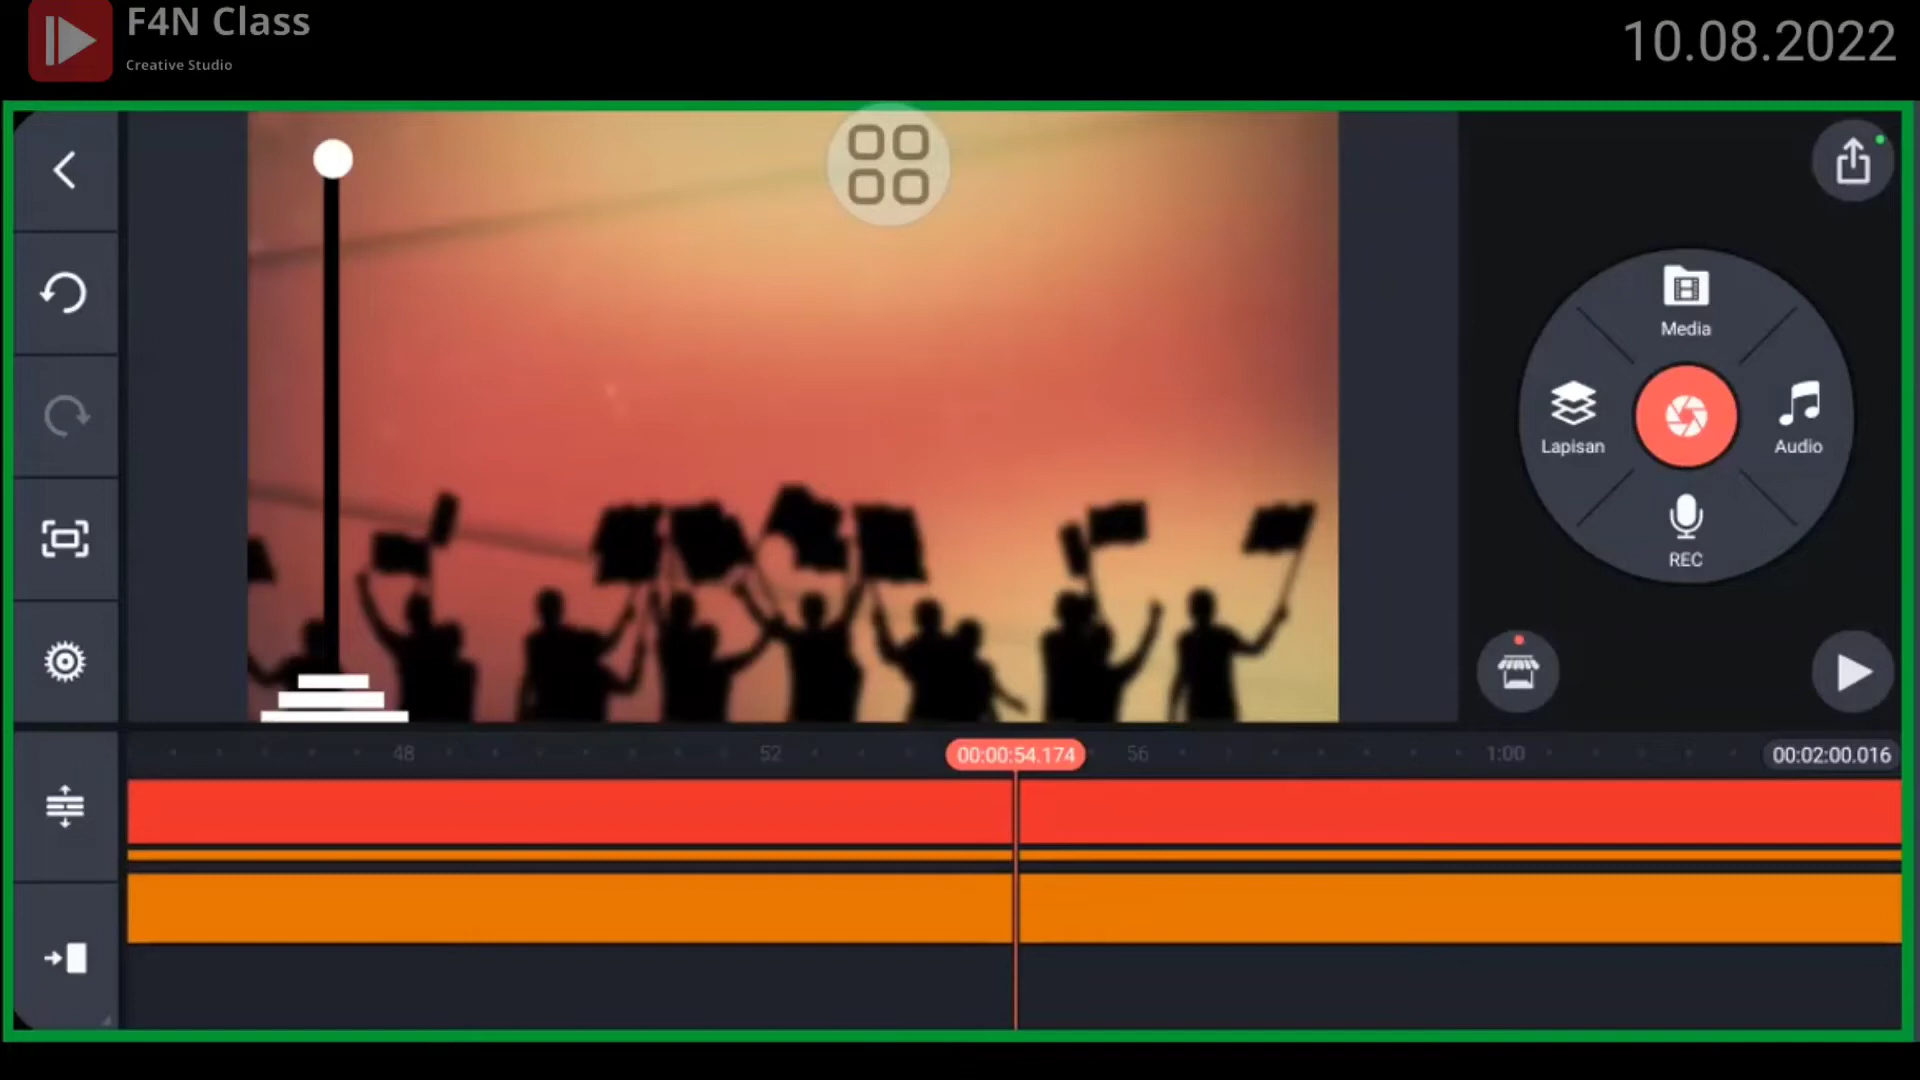 F4N Class
Creative Studio
10.08.2022
Media
Lapisan
Audio
REC
48
52
00:00:54.174
56
1:00
00:02:00.016